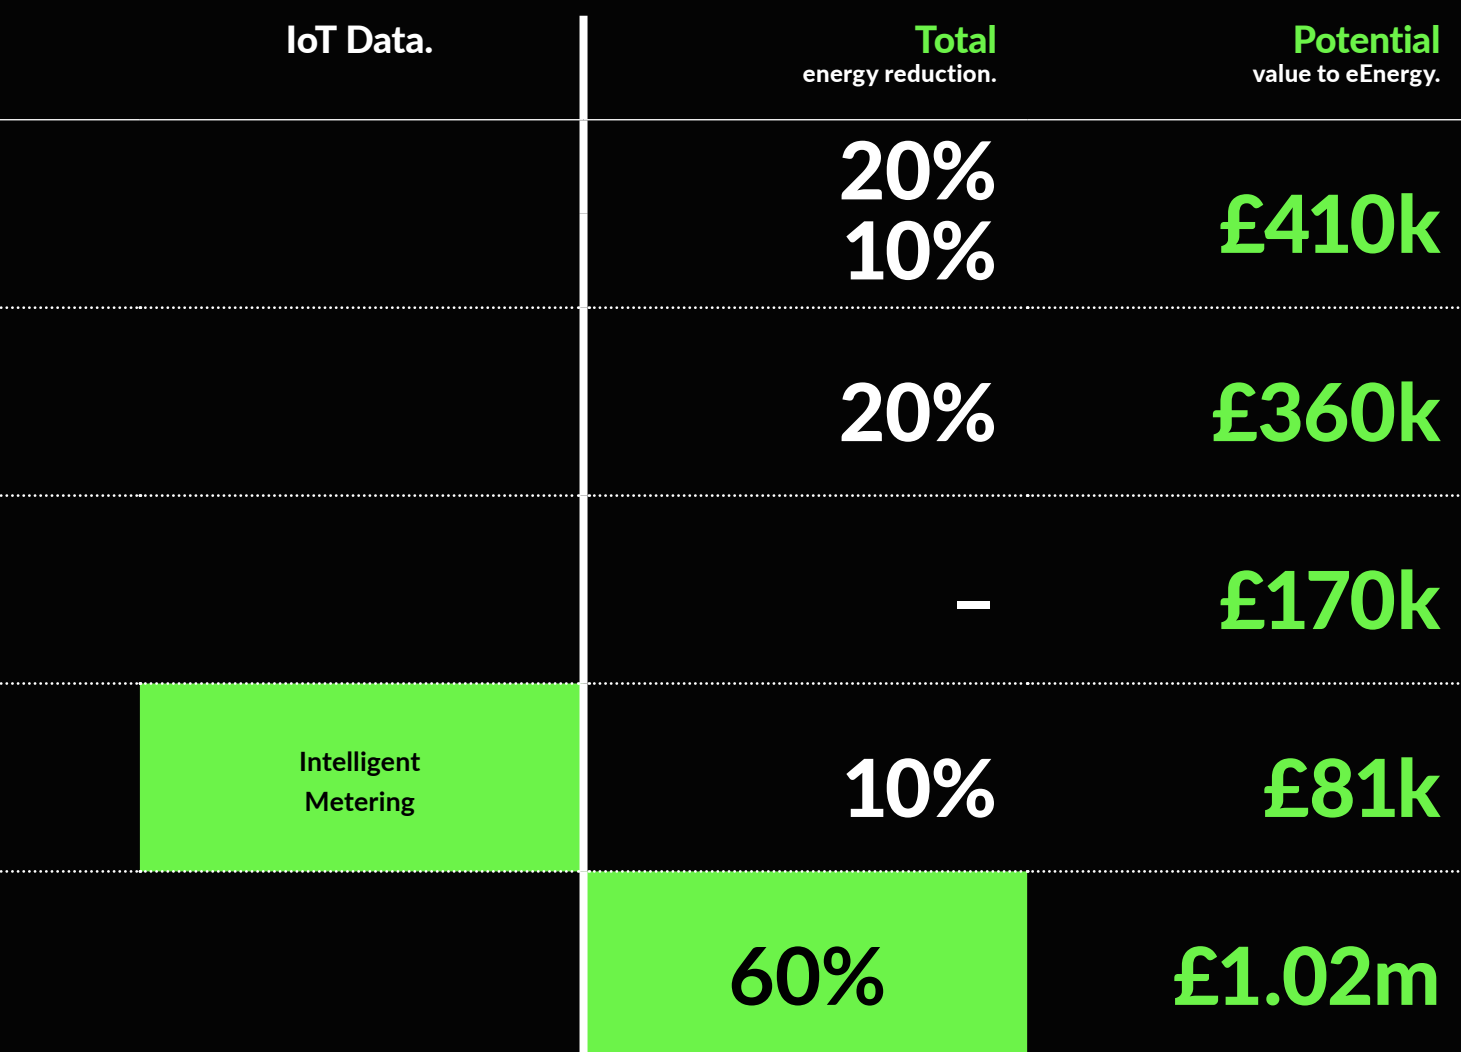 IoT Data.
Total
energy reduction.
Potential
value to eEnergy.
20%
10%
£410k
20%
£360k
–
£170k
Intelligent
Metering
10%
£81k
60%
£1.02m